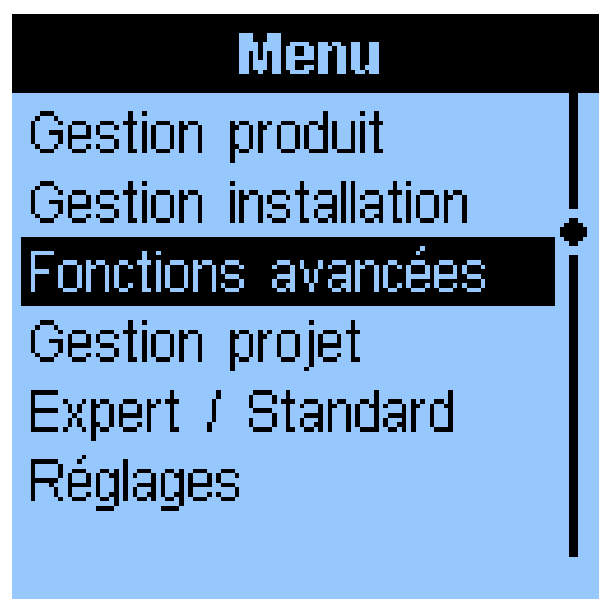 Menu
Gestion produit
Gestion installation
Fonctions avancées
Gestion projet
Expert / Standard
Réglages